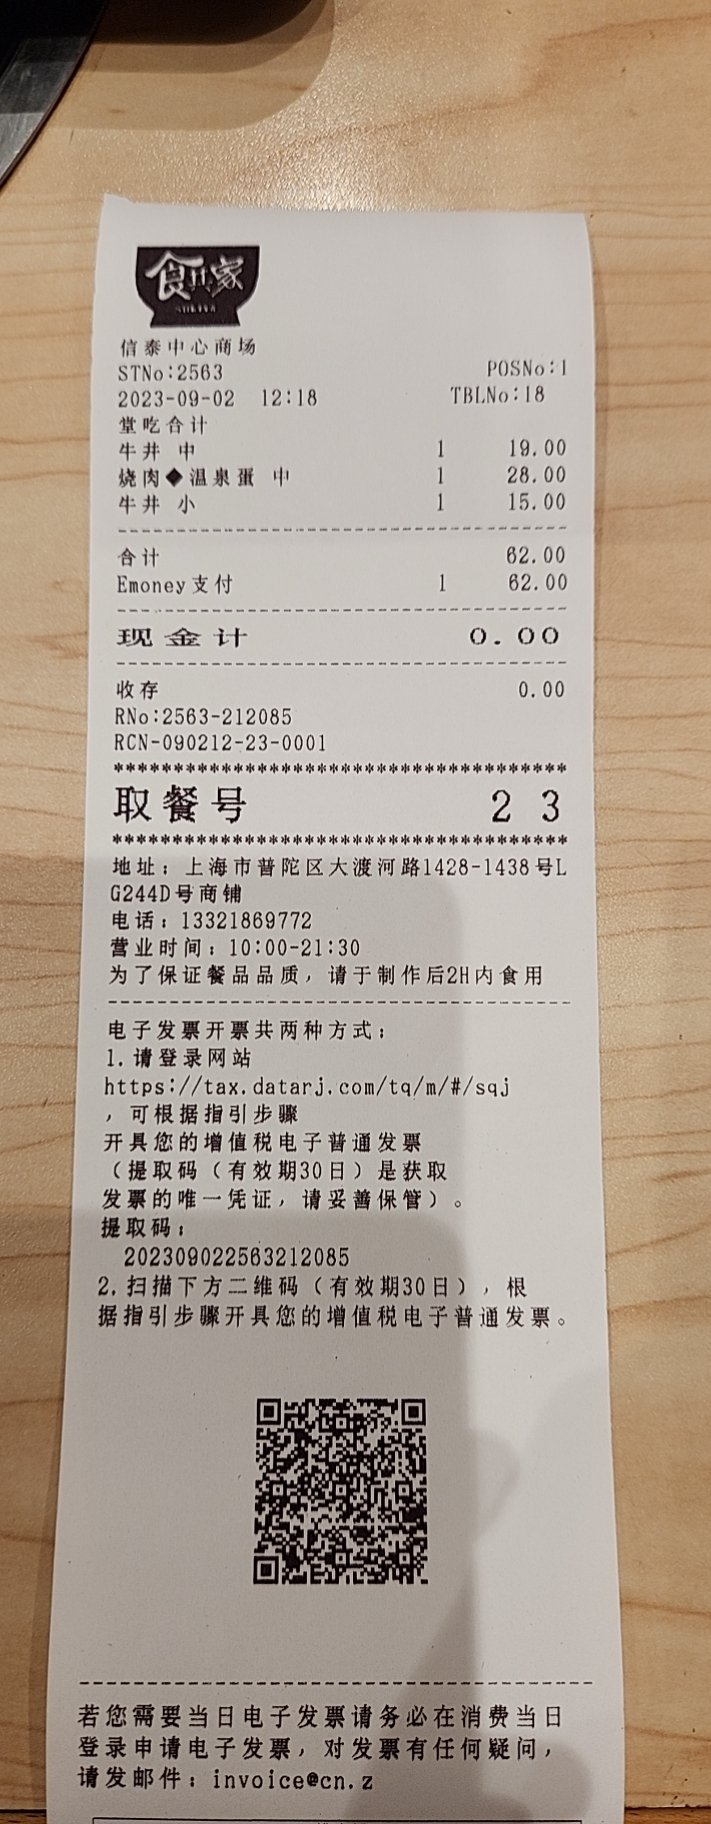 食其家
SUKIYA
信泰中心商场
STNo:2563 POSNo:1
2023-09-02 12:18 TBLNo:18
堂吃合计
牛丼 中 1 19.00
烧肉◆温泉蛋 中 1 28.00
牛丼 小 1 15.00
合计 62.00
Emoney支付 1 62.00
现金计 0.00
收存 0.00
RNo:2563-212085
RCN-090212-23-0001
***************************************
取餐号 23
***************************************
地址：上海市普陀区大渡河路1428-1438号L
G244D号商铺
电话：13321869772
营业时间：10:00-21:30
为了保证餐品品质，请于制作后2H内食用
电子发票开票共两种方式：
1.请登录网站
https://tax.datarj.com/tq/m/#/sqj
，可根据指引步骤
开具您的增值税电子普通发票
（提取码（有效期30日）是获取
发票的唯一凭证，请妥善保管）。
提取码：
202309022563212085
2.扫描下方二维码（有效期30日），根
据指引步骤开具您的增值税电子普通发票。
若您需要当日电子发票请务必在消费当日
登录申请电子发票，对发票有任何疑问，
请发邮件：invoice@cn.z